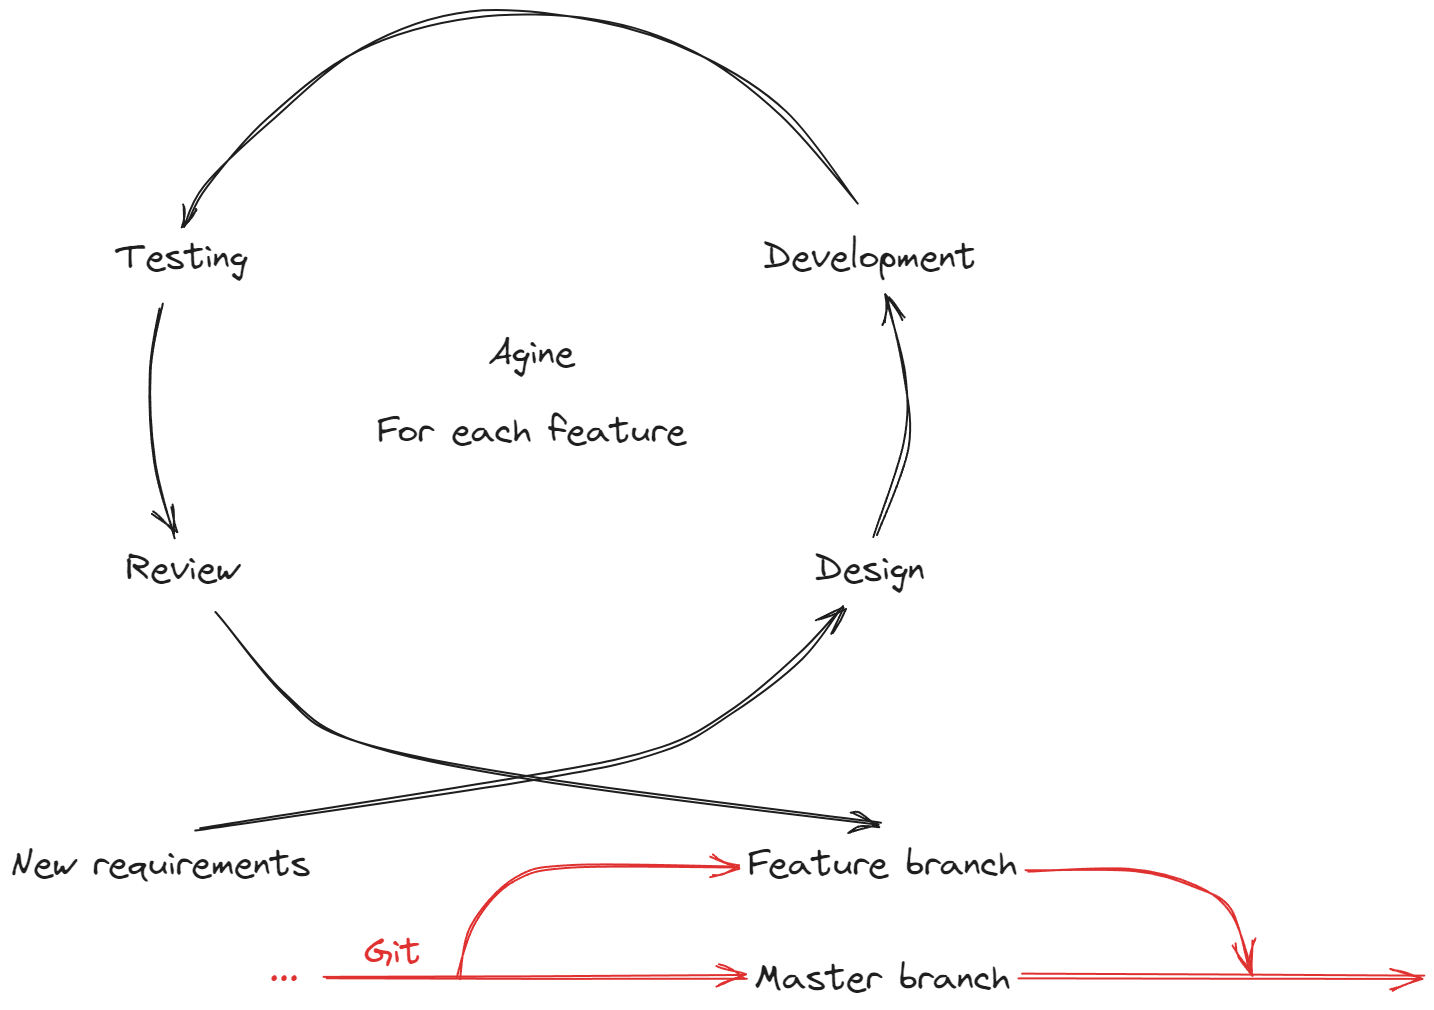 Testing
Development
Agine
For each feature
Review
Design
New requirements
Feature branch
Git
...
Master branch